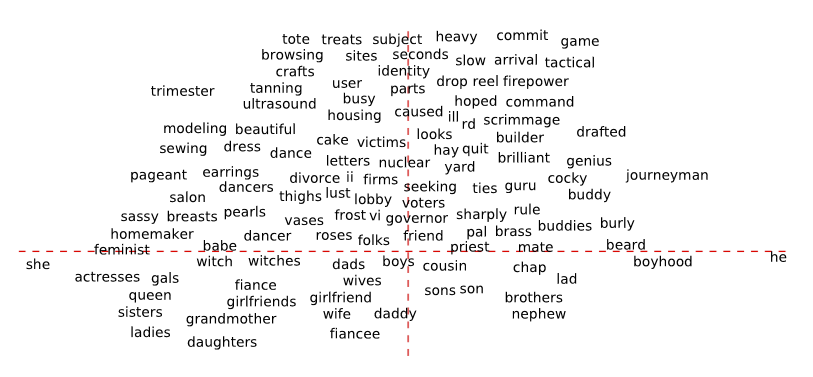 tote treats subject heavy commit game
browsing sites seconds slow arrival tactical
crafts identity
trimester tanning user parts drop reel firepower
ultrasound busy hoped command
housing caused ill rd scrimmage
modeling beautiful cake victims looks builder drafted
sewing dress dance hay quit
letters nuclear yard brilliant genius
pageant earrings divorce ii firms cocky journeyman
salon dancers thighs lust lobby seeking ties guru buddy
voters
sassy breasts pearls vases frost vi governor sharply rule
homemaker dancer roses folks friend pal brass buddies burly
feminist babe priest mate beard
she witch witches dads boys cousin chap boyhood he
actresses gals fiance wives lad
queen girlfriends girlfriend sons son brothers
sisters grandmother wife daddy nephew
ladies daughters fiancee